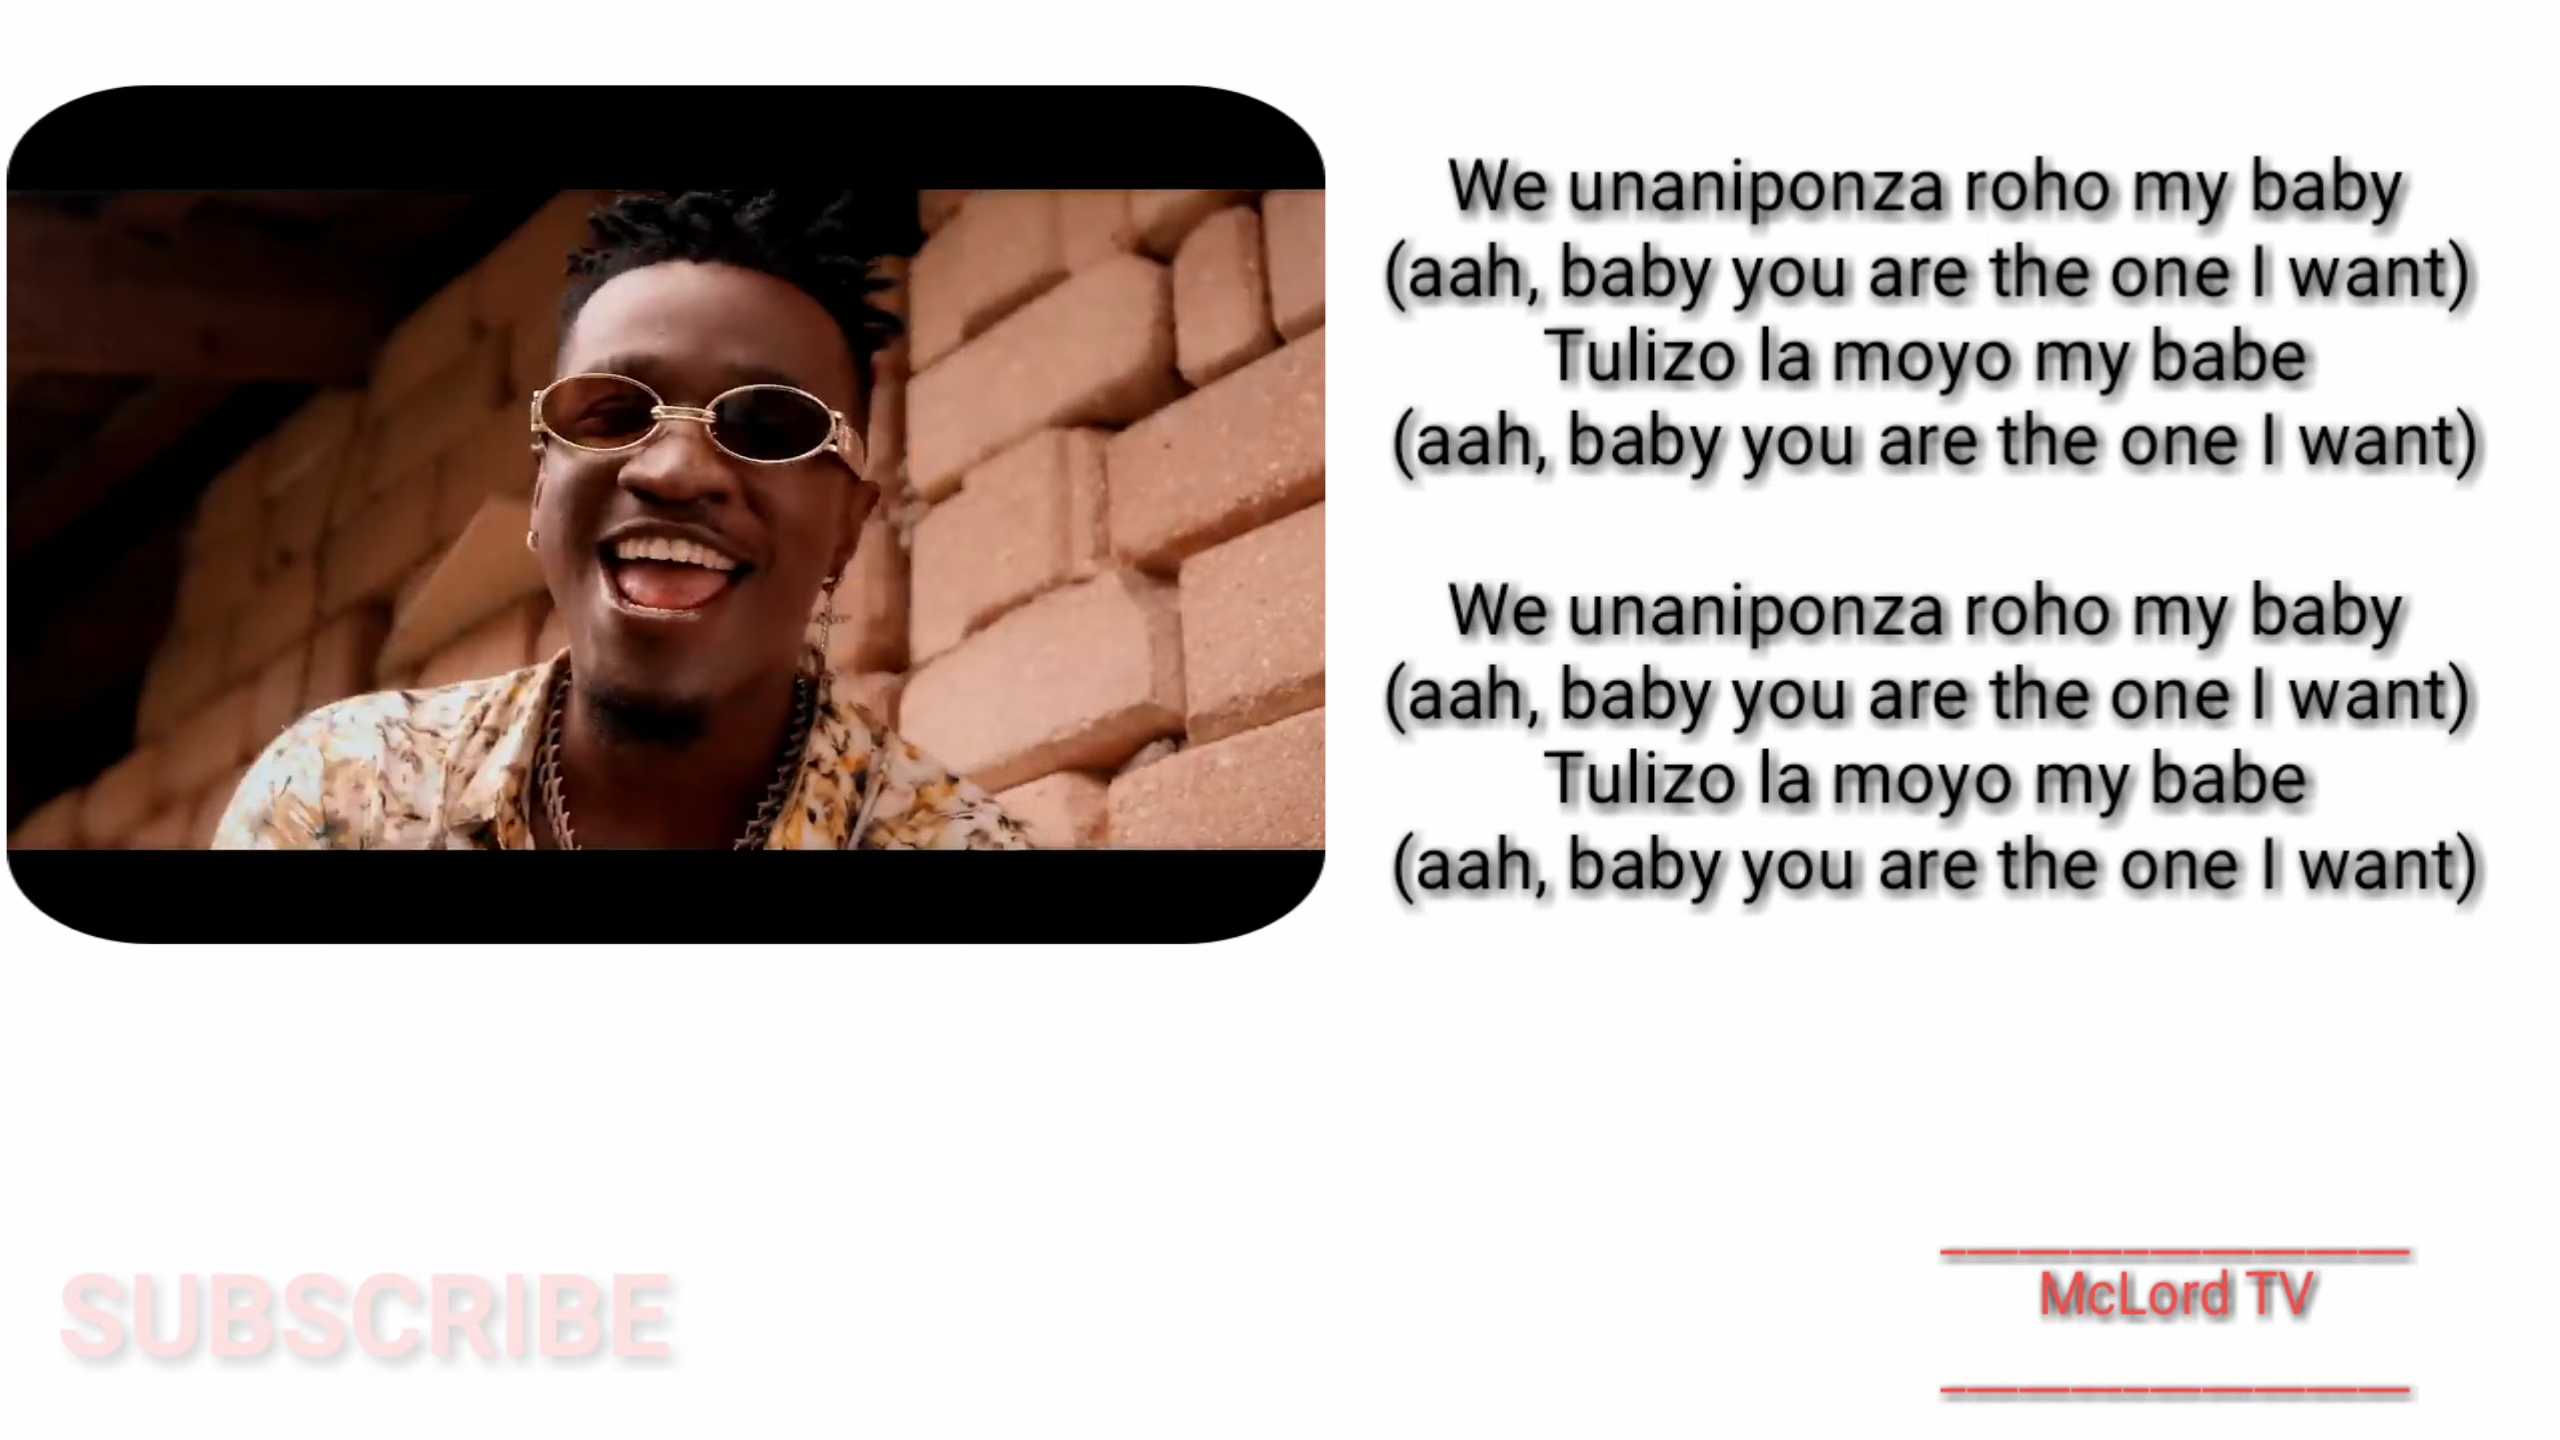 We unaniponza roho my baby
(aah, baby you are the one I want)
Tulizo la moyo my babe
(aah, baby you are the one I want)
We unaniponza roho my baby
(aah, baby you are the one I want)
Tulizo la moyo my babe
(aah, baby you are the one I want)
SUBSCRIBE
McLord TV